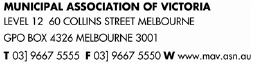 MUNICIPAL ASSOCIATION OF VICTORIA
LEVEL 12 60 COLLINS STREET MELBOURNE
GPO BOX 4326 MELBOURNE 3001
T 03] 9667 5555 F 03] 9667 5550 W www.mav.asn.au